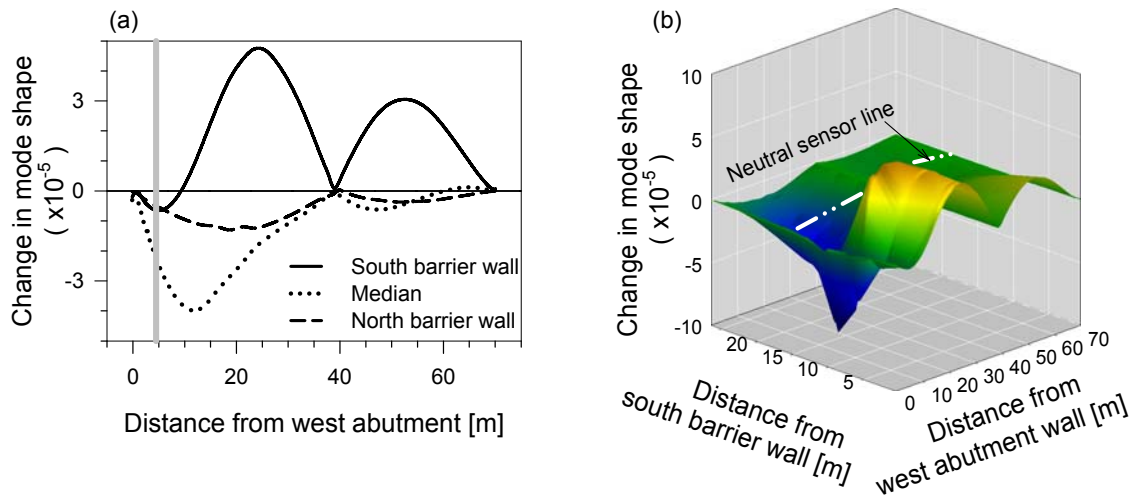 (a)
Change in mode shape
( x10-5)
3
0
-3
South barrier wall
Median
North barrier wall
0 20 40 60
Distance from west abutment [m]
(b)
Change in mode shape
( x10-5)
10
5
0
-5
-10
Neutral sensor line
20 15 10 5
0 10 20 30 40 50 60 70
Distance from
south barrier wall [m]
Distance from
west abutment wall [m]